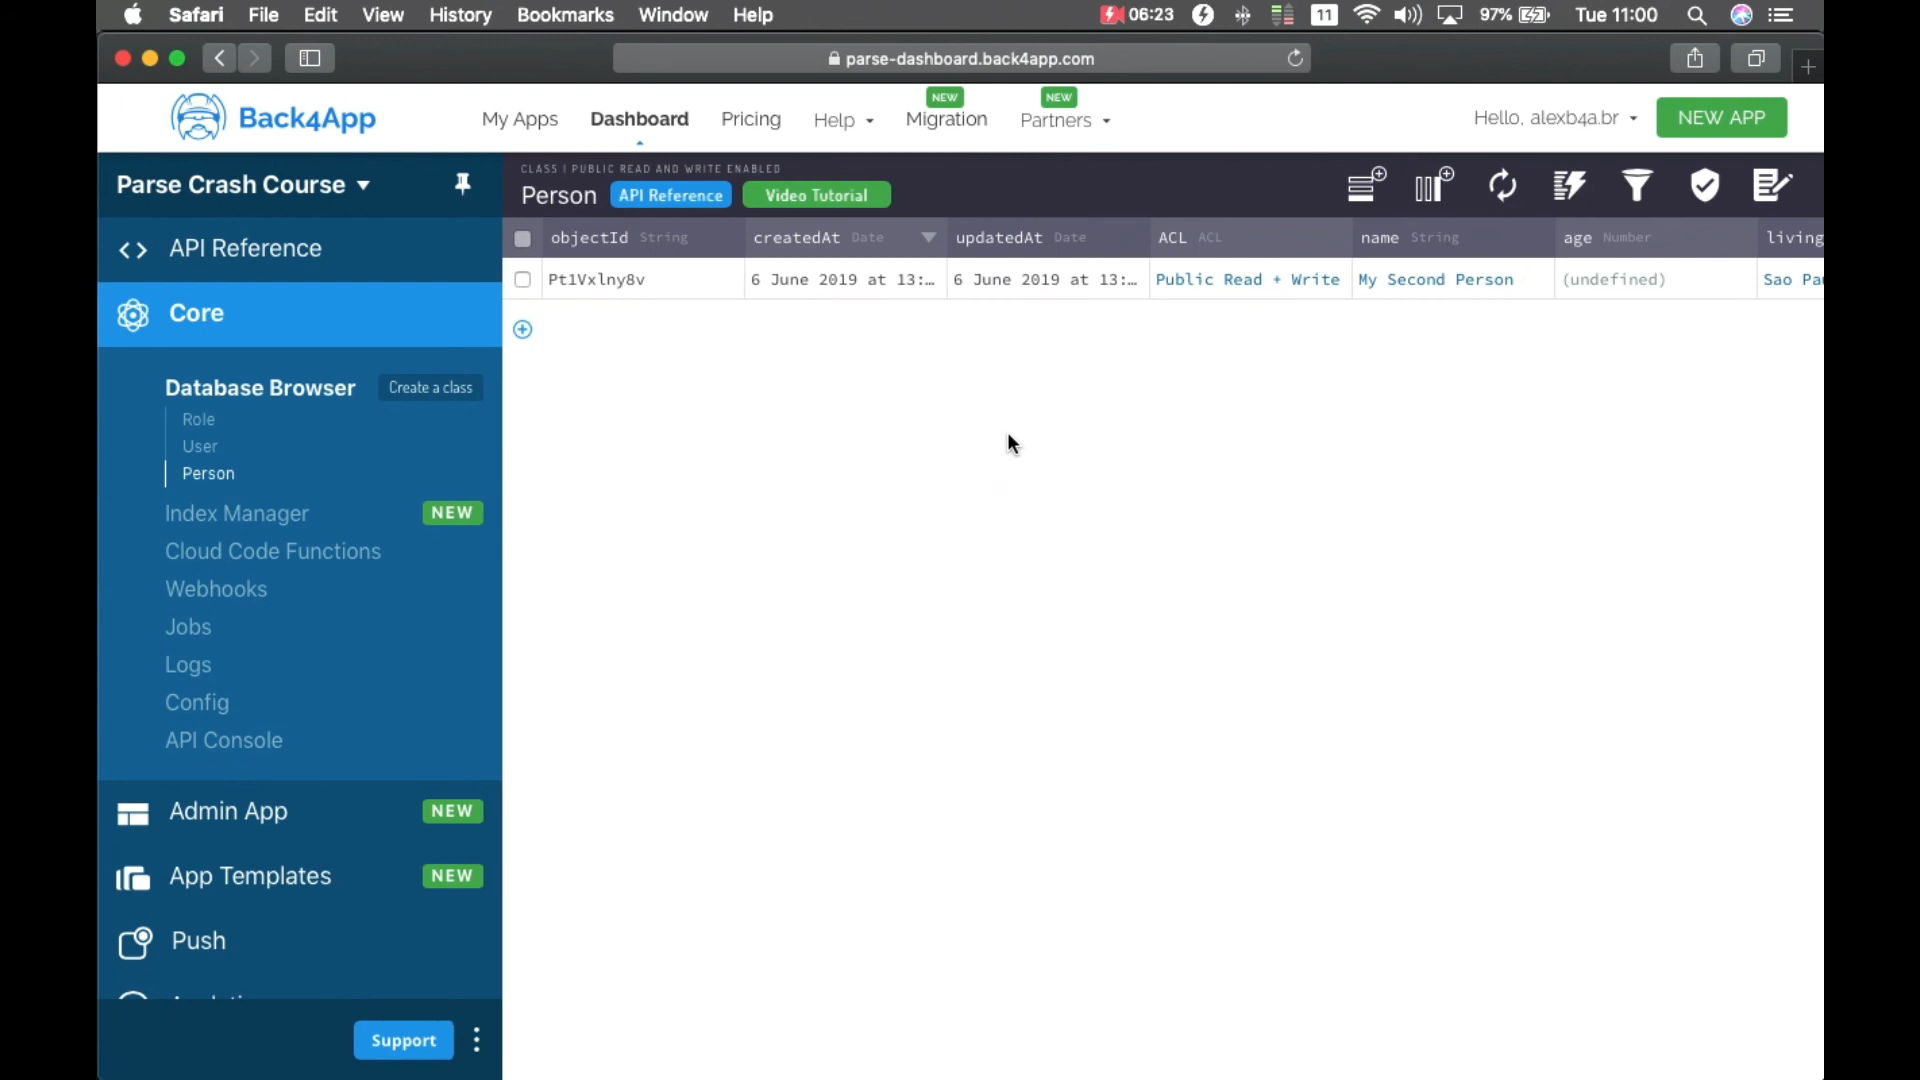 Safari File Edit View History Bookmarks Window Help 06:23 11 97% Tue 11:00
parse-dashboard.back4app.com
Back4App My Apps Dashboard Pricing Help NEW Migration NEW Partners Hello, alexb4a.br NEW APP
Parse Crash Course
CLASS | PUBLIC READ AND WRITE ENABLED
Person API Reference Video Tutorial
objectId String createdAt Date updatedAt Date ACL ACL name String age Number living
Pt1Vxlny8v 6 June 2019 at 13:… 6 June 2019 at 13:… Public Read + Write My Second Person (undefined) Sao Pau
API Reference
Core
Database Browser Create a class
Role
User
Person
Index Manager NEW
Cloud Code Functions
Webhooks
Jobs
Logs
Config
API Console
Admin App NEW
App Templates NEW
Push
Support